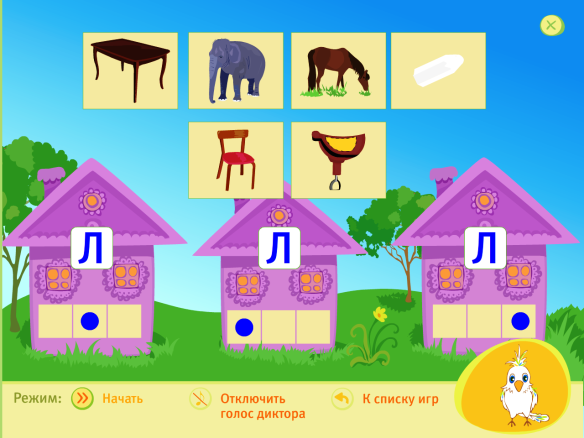 Л Л Л
Режим: Начать
Отключить
голос диктора
К списку игр